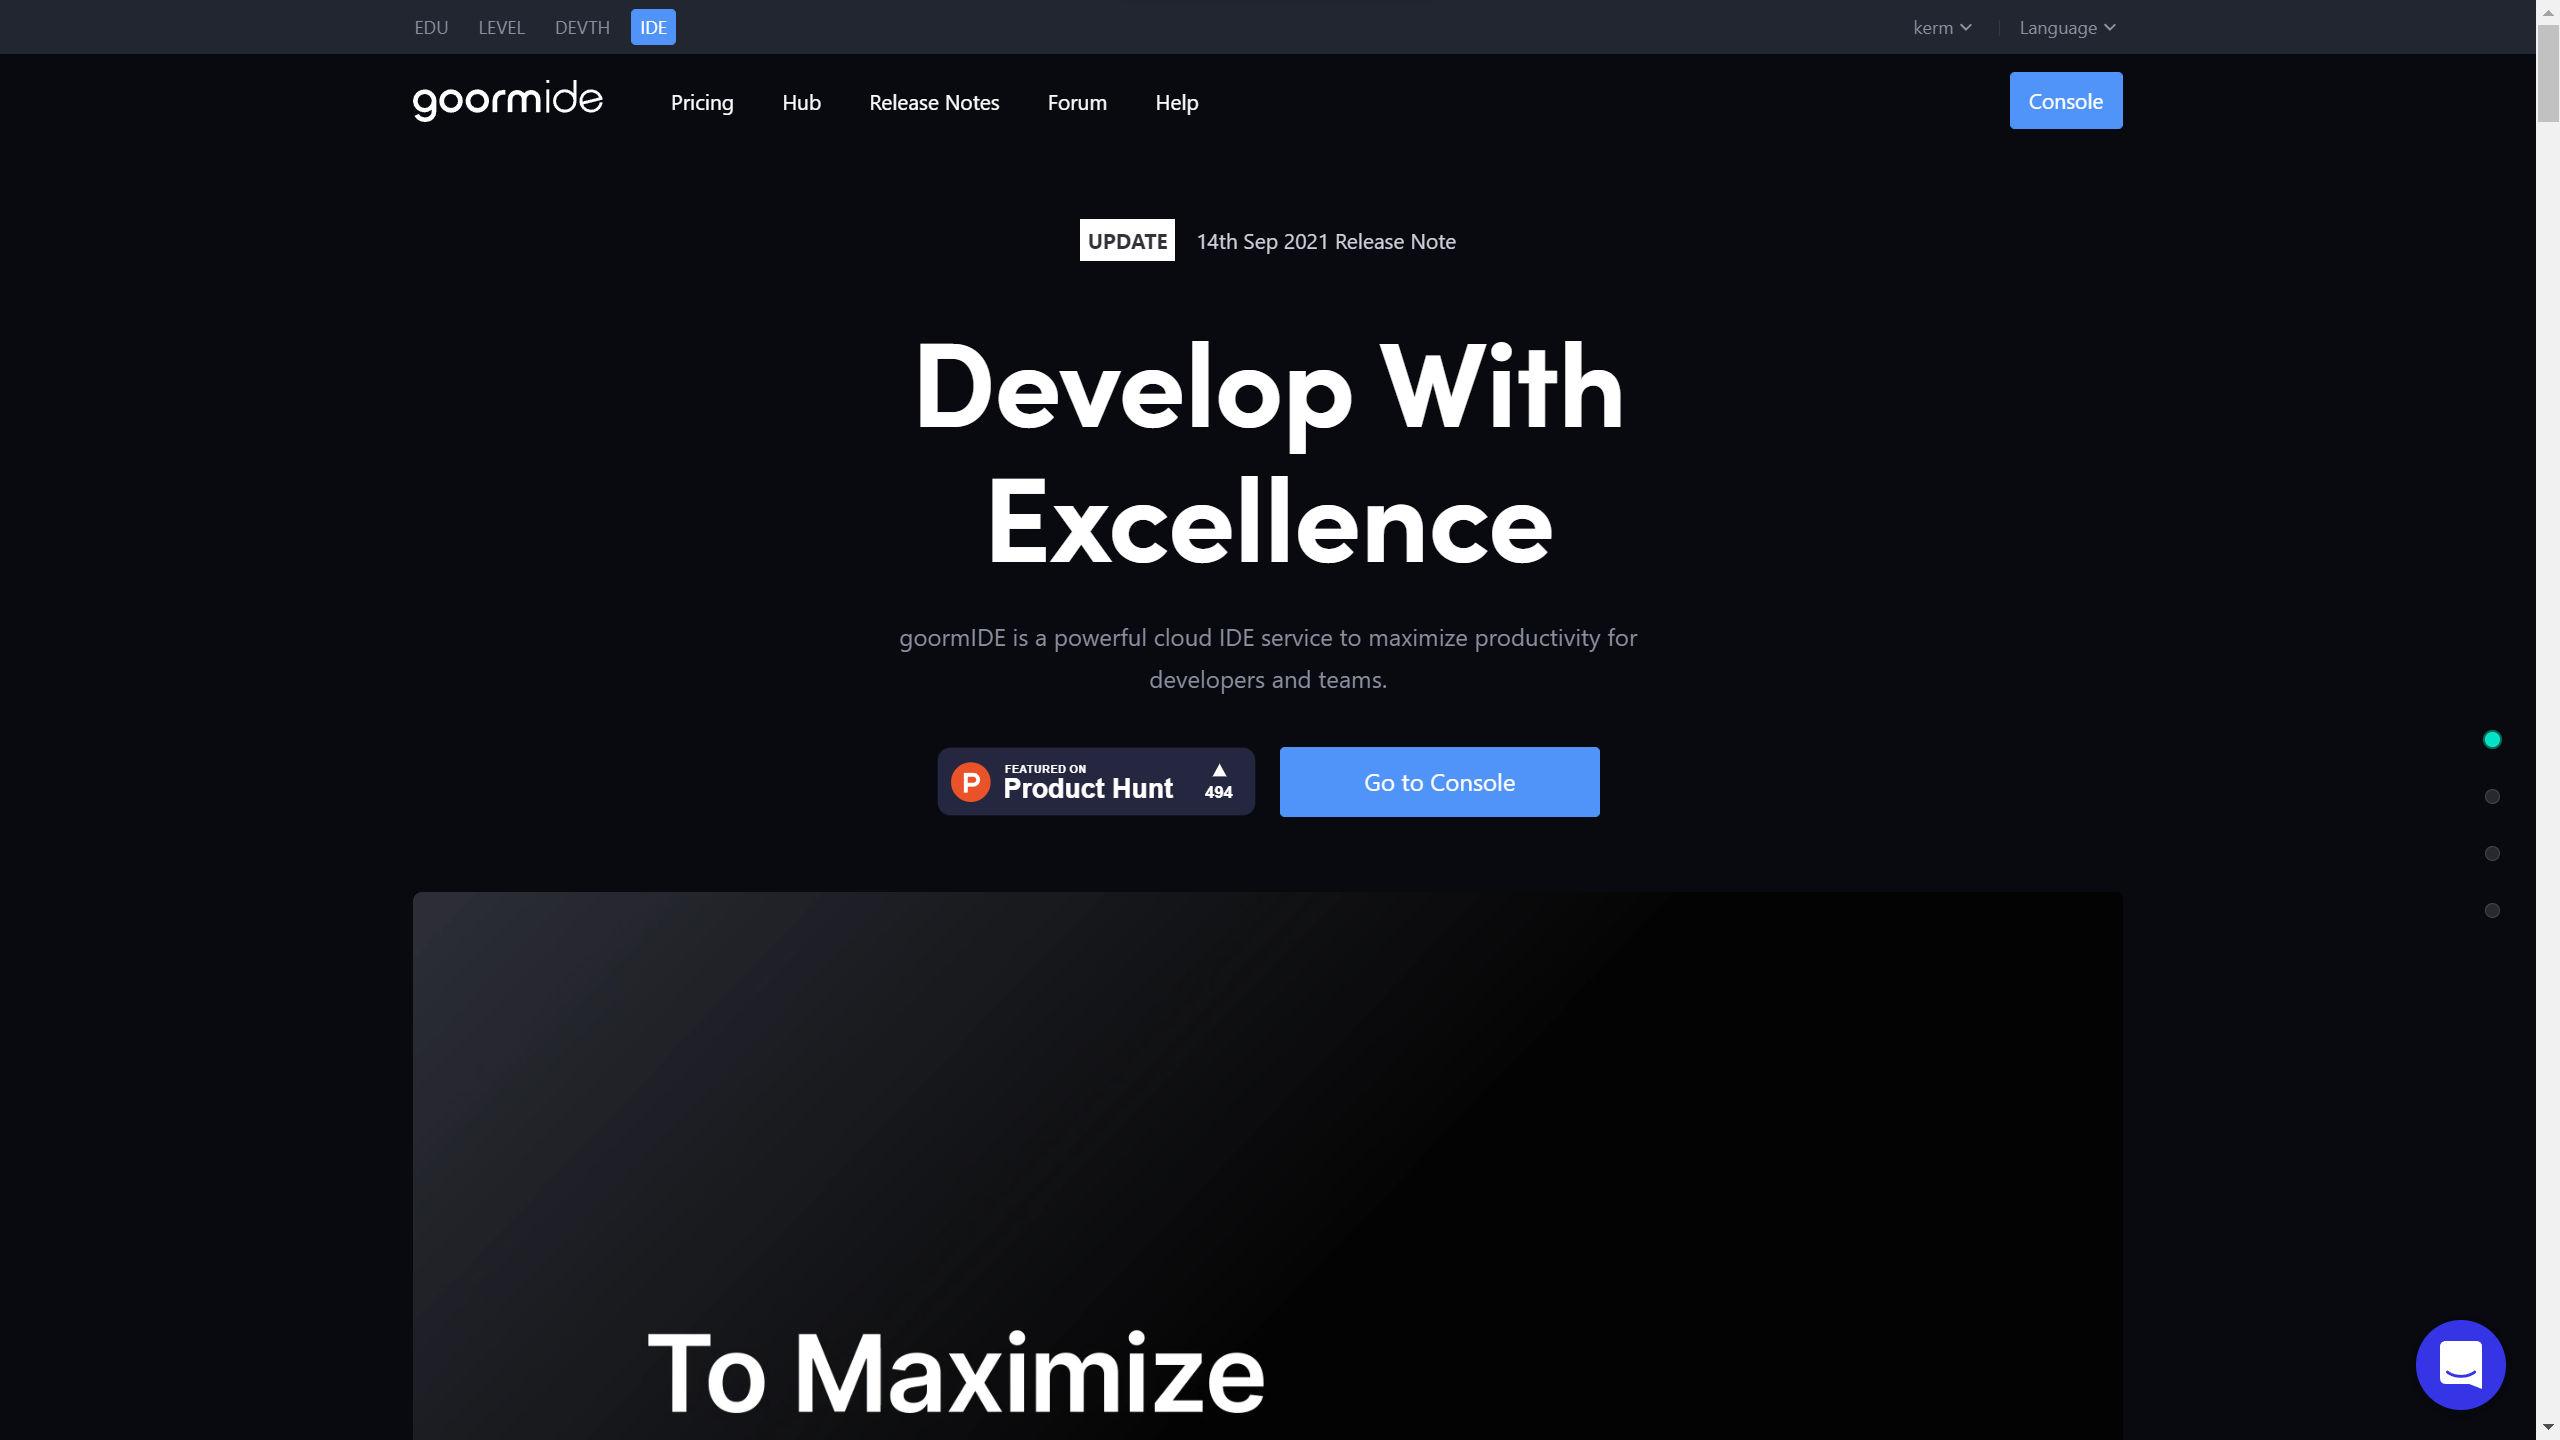 EDU LEVEL DEVTH IDE kerm Language
goormide Pricing Hub Release Notes Forum Help Console
UPDATE 14th Sep 2021 Release Note
Develop With
Excellence
goormIDE is a powerful cloud IDE service to maximize productivity for
developers and teams.
P FEATURED ON
Product Hunt 494 Go to Console
To Maximize